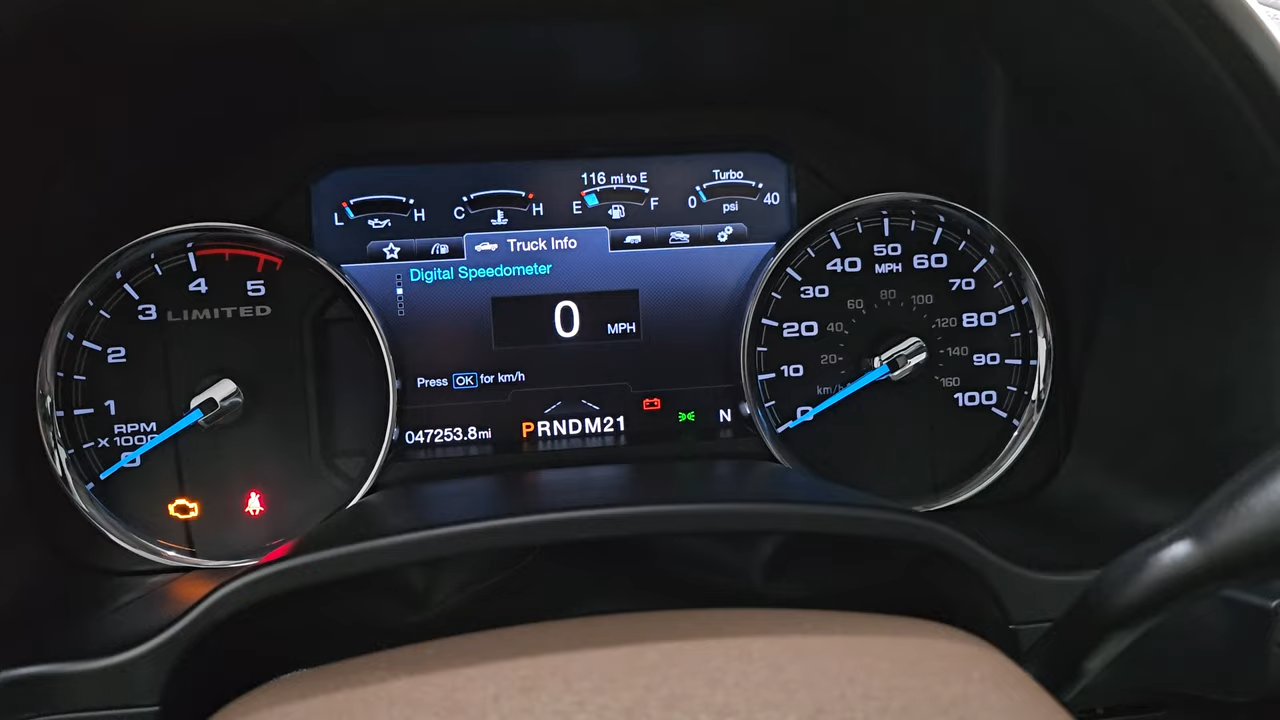 116 mi to E
Turbo
L H
C H
E F
0 40
psi
Truck Info
Digital Speedometer
0 MPH
Press OK for km/h
047253.8 mi
PRNDM21
N
0 1 2 3 4 5
LIMITED
RPM
X 1000
0 10 20 30 40 50 60 70 80 90 100
MPH
20 40 60 80 100 120 140 160
km/h